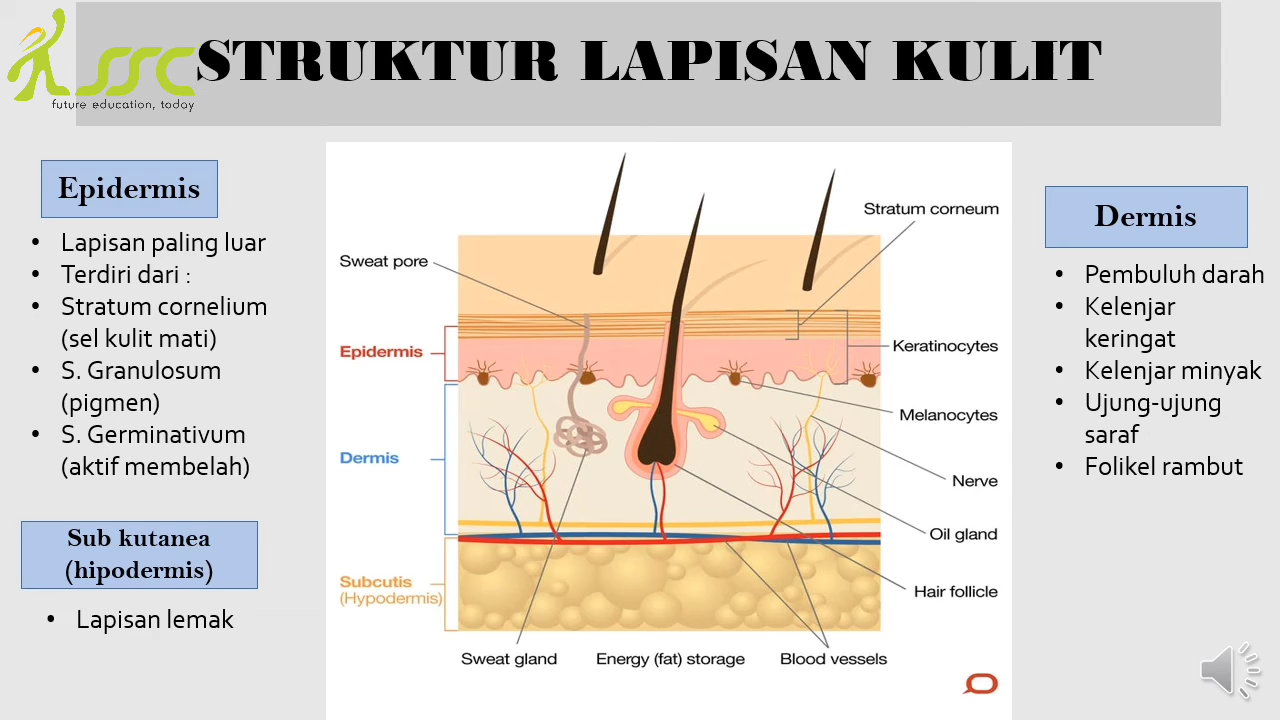 SSC
future education, today
STRUKTUR LAPISAN KULIT
Epidermis
• Lapisan paling luar
• Terdiri dari :
• Stratum cornelium
(sel kulit mati)
• S. Granulosum
(pigmen)
• S. Germinativum
(aktif membelah)
Sub kutanea
(hipodermis)
• Lapisan lemak
Sweat pore
Epidermis
Dermis
Subcutis
(Hypodermis)
Sweat gland
Energy (fat) storage
Blood vessels
Stratum corneum
Keratinocytes
Melanocytes
Nerve
Oil gland
Hair follicle
Dermis
• Pembuluh darah
• Kelenjar
keringat
• Kelenjar minyak
• Ujung-ujung
saraf
• Folikel rambut